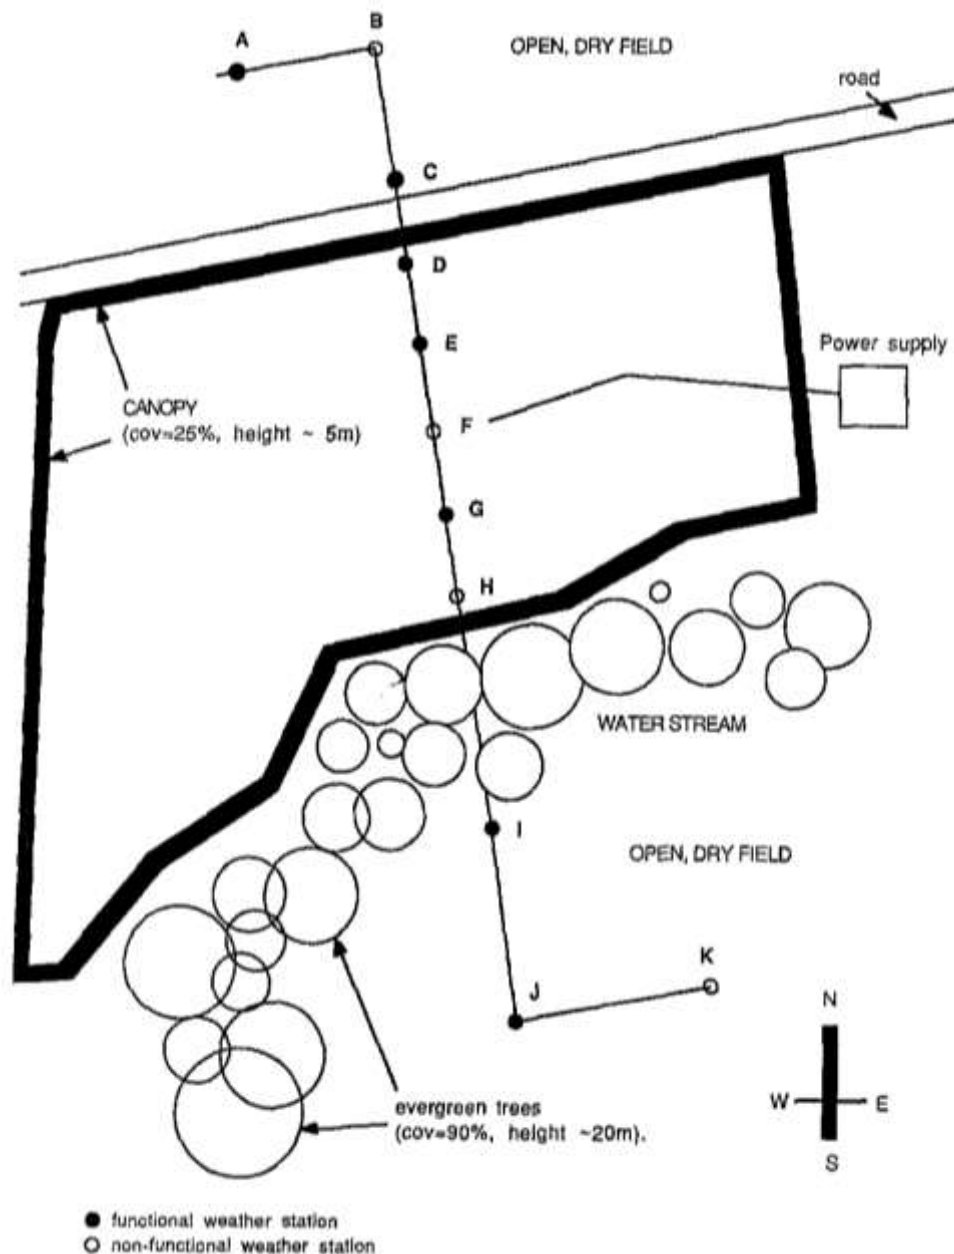 B
A
OPEN, DRY FIELD
road
C
D
E
Power supply
CANOPY
(cov=25%, height ~ 5m)
F
G
H
WATER STREAM
I
OPEN, DRY FIELD
K
J
N
W
E
S
evergreen trees
(cov=90%, height ~20m).
functional weather station
non-functional weather station